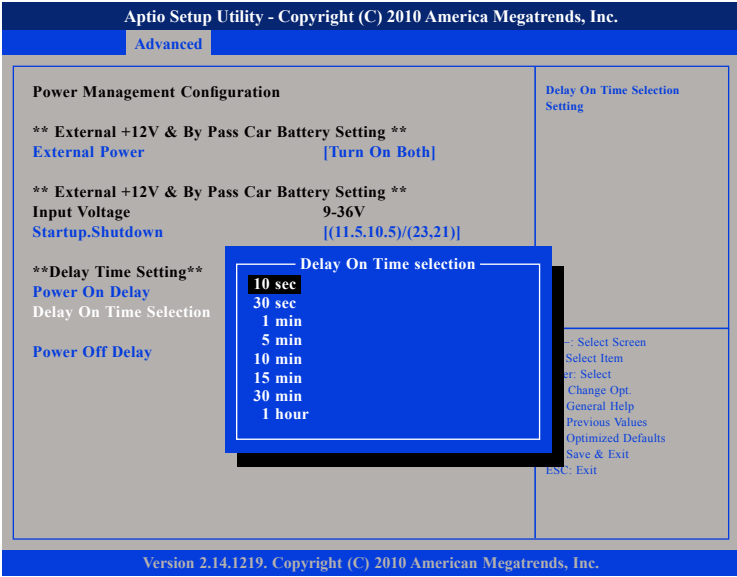 Aptio Setup Utility - Copyright (C) 2010 America Megatrends, Inc.
Advanced
Power Management Configuration
** External +12V & By Pass Car Battery Setting **
External Power [Turn On Both]
** External +12V & By Pass Car Battery Setting **
Input Voltage 9-36V
Startup.Shutdown [(11.5.10.5)/(23,21)]
**Delay Time Setting**
Power On Delay
Delay On Time Selection
Power Off Delay
Delay On Time selection
10 sec
30 sec
1 min
5 min
10 min
15 min
30 min
1 hour
Delay On Time Selection
Setting
: Select Screen
Select Item
: Select
Change Opt.
General Help
Previous Values
Optimized Defaults
Save & Exit
ESC: Exit
Version 2.14.1219. Copyright (C) 2010 American Megatrends, Inc.